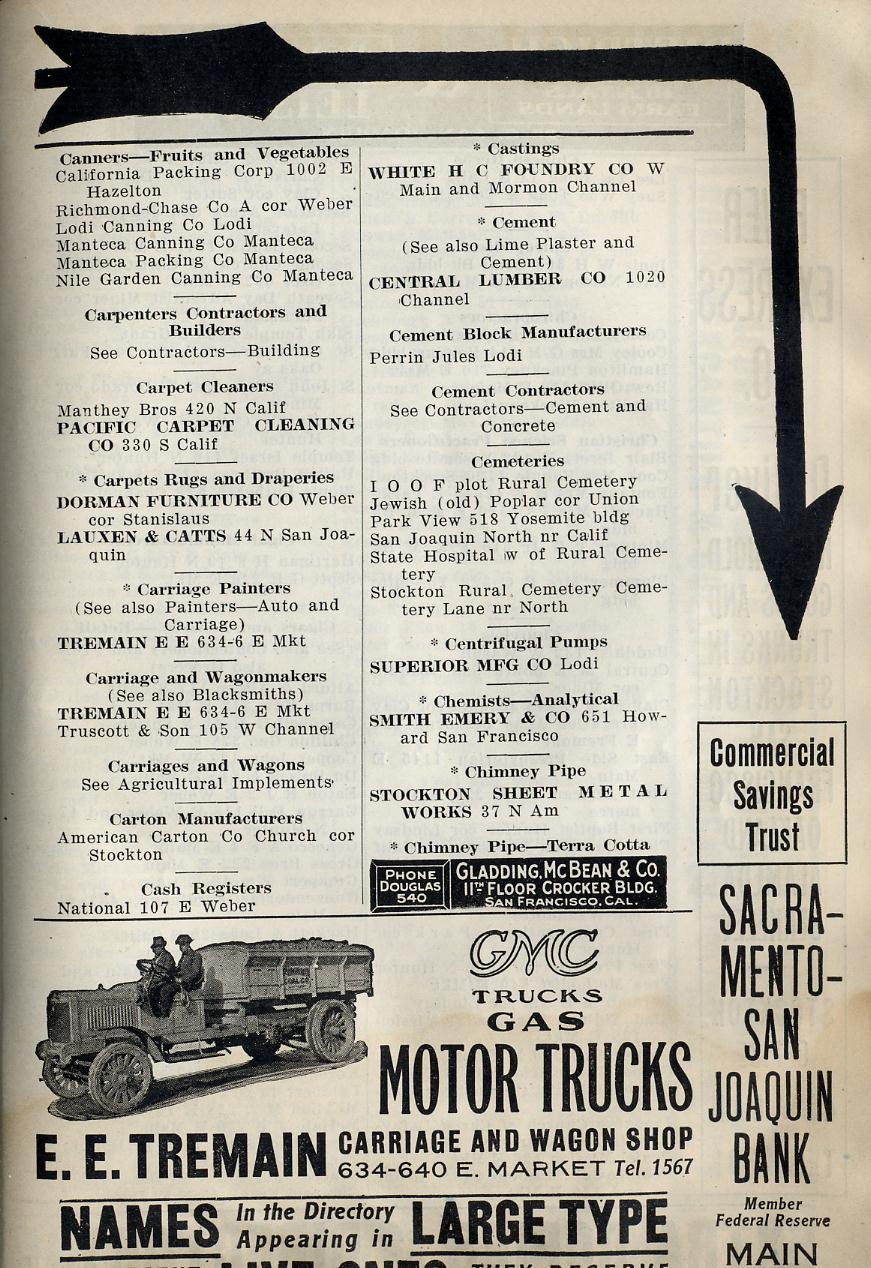 Canners—Fruits and Vegetables
California Packing Corp 1002 E
Hazelton
Richmond-Chase Co A cor Weber
Lodi Canning Co Lodi
Manteca Canning Co Manteca
Manteca Packing Co Manteca
Nile Garden Canning Co Manteca
Carpenters Contractors and
Builders
See Contractors—Building
Carpet Cleaners
Manthey Bros 420 N Calif
PACIFIC CARPET CLEANING
CO 330 S Calif
* Carpets Rugs and Draperies
DORMAN FURNITURE CO Weber
cor Stanislaus
LAUXEN & CATTS 44 N San Joa-
quin
* Carriage Painters
(See also Painters—Auto and
Carriage)
TREMAIN E E 634-6 E Mkt
Carriage and Wagonmakers
(See also Blacksmiths)
TREMAIN E E 634-6 E Mkt
Truscott & Son 105 W Channel
Carriages and Wagons
See Agricultural Implements
Carton Manufacturers
American Carton Co Church cor
Stockton
Cash Registers
National 107 E Weber
* Castings
WHITE H C FOUNDRY CO W
Main and Mormon Channel
* Cement
(See also Lime Plaster and
Cement)
CENTRAL LUMBER CO 1020
Channel
Cement Block Manufacturers
Perrin Jules Lodi
Cement Contractors
See Contractors—Cement and
Concrete
Cemeteries
I O O F plot Rural Cemetery
Jewish (old) Poplar cor Union
Park View 518 Yosemite bldg
San Joaquin North nr Calif
State Hospital w of Rural Ceme-
tery
Stockton Rural Cemetery Ceme-
tery Lane nr North
* Centrifugal Pumps
SUPERIOR MFG CO Lodi
* Chemists—Analytical
SMITH EMERY & CO 651 How-
ard San Francisco
* Chimney Pipe
STOCKTON SHEET METAL
WORKS 37 N Am
* Chimney Pipe—Terra Cotta
PHONE
DOUGLAS
540
GLADDING, McBEAN & CO.
11TH FLOOR CROCKER BLDG.
SAN FRANCISCO, CAL.
GMC
TRUCKS
GAS
MOTOR TRUCKS
E. E. TREMAIN
CARRIAGE AND WAGON SHOP
634-640 E. MARKET Tel. 1567
NAMES In the Directory Appearing in LARGE TYPE
LIVE ONES THEY DESERVE
Commercial
Savings
Trust
SACRA-
MENTO-
SAN
JOAQUIN
BANK
Member
Federal Reserve
MAIN